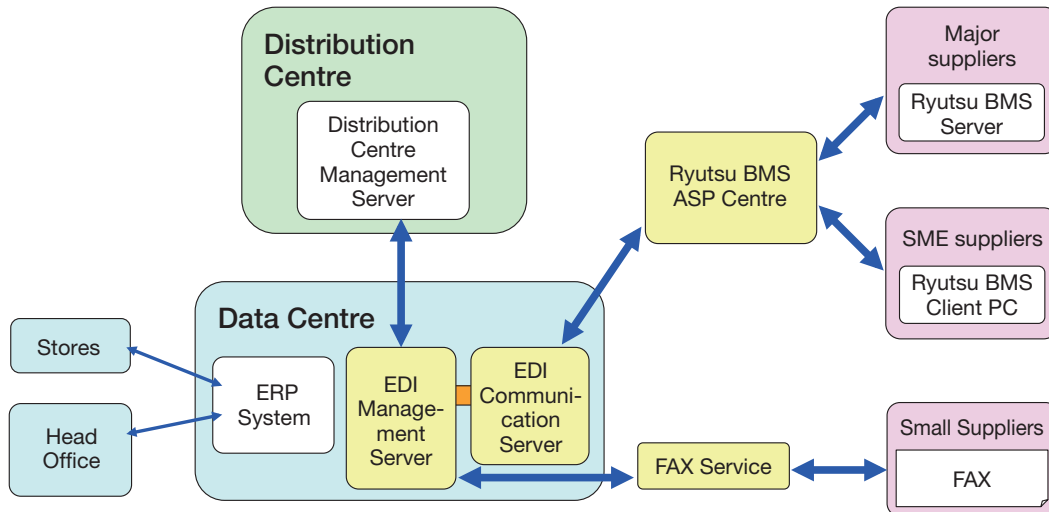 Distribution
Centre
Distribution
Centre
Management
Server
Major
suppliers
Ryutsu BMS
Server
Ryutsu BMS
ASP Centre
SME suppliers
Ryutsu BMS
Client PC
Data Centre
Stores
Head
Office
ERP
System
EDI
Manage-
ment
Server
EDI
Communi-
cation
Server
FAX Service
Small Suppliers
FAX